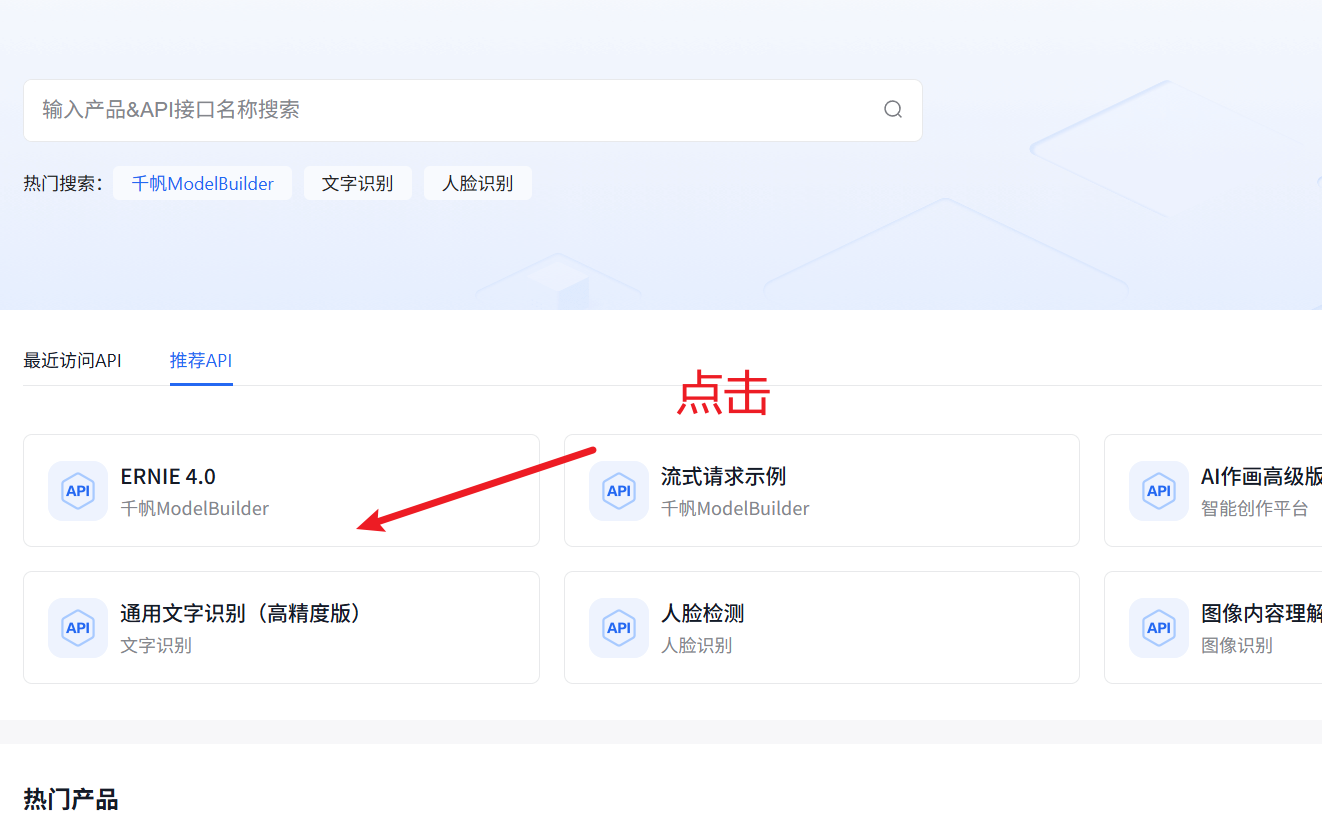 输入产品&API接口名称搜索
热门搜索： 千帆ModelBuilder 文字识别 人脸识别
最近访问API 推荐API
点击
API ERNIE 4.0
千帆ModelBuilder
API 流式请求示例
千帆ModelBuilder
API AI作画高级版
智能创作平台
API 通用文字识别（高精度版）
文字识别
API 人脸检测
人脸识别
API 图像内容理解
图像识别
热门产品